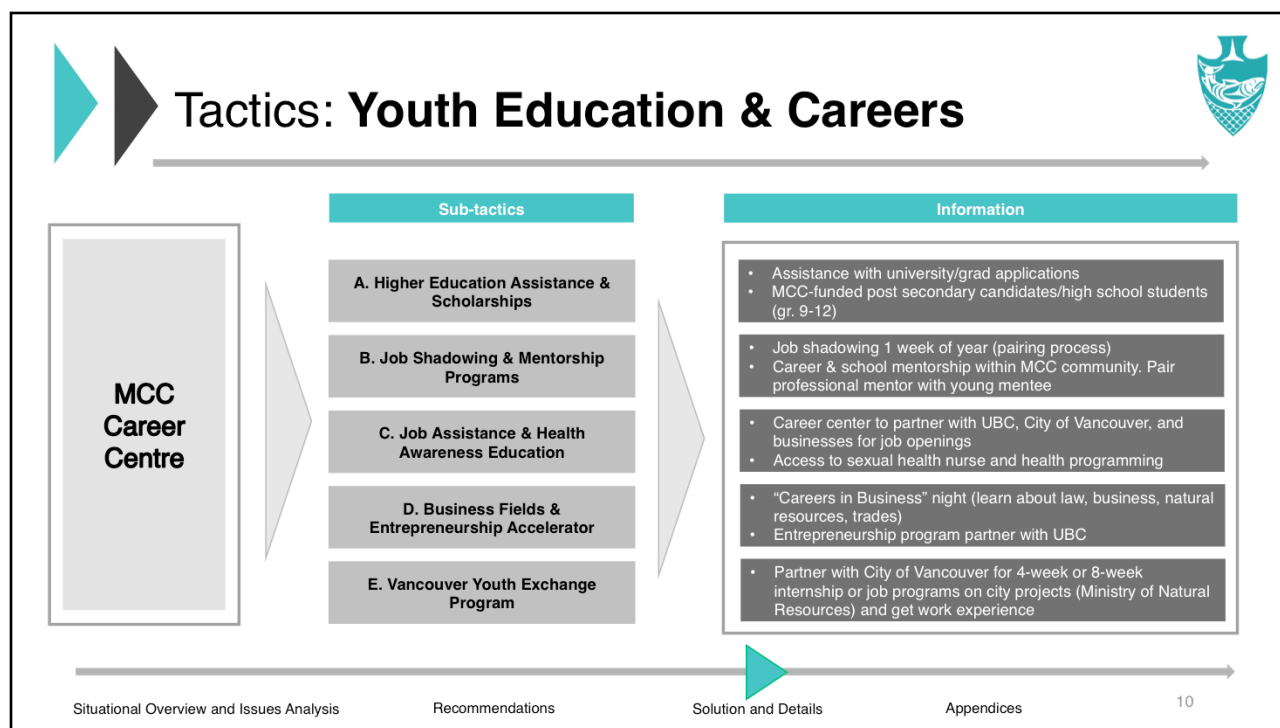 Tactics: Youth Education & Careers
Sub-tactics
Information
MCC
Career
Centre
A. Higher Education Assistance &
Scholarships
• Assistance with university/grad applications
• MCC-funded post secondary candidates/high school students
(gr. 9-12)
B. Job Shadowing & Mentorship
Programs
• Job shadowing 1 week of year (pairing process)
• Career & school mentorship within MCC community. Pair
professional mentor with young mentee
C. Job Assistance & Health
Awareness Education
• Career center to partner with UBC, City of Vancouver, and
businesses for job openings
• Access to sexual health nurse and health programming
D. Business Fields &
Entrepreneurship Accelerator
• “Careers in Business” night (learn about law, business, natural
resources, trades)
• Entrepreneurship program partner with UBC
E. Vancouver Youth Exchange
Program
• Partner with City of Vancouver for 4-week or 8-week
internship or job programs on city projects (Ministry of Natural
Resources) and get work experience
Situational Overview and Issues Analysis
Recommendations
Solution and Details
Appendices
10